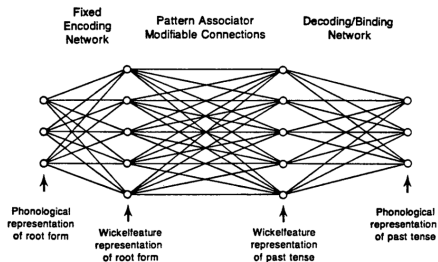 Fixed
Encoding
Network
Pattern Associator
Modifiable Connections
Decoding/Binding
Network
Phonological
representation
of root form
Wickelfeature
representation
of root form
Wickelfeature
representation
of past tense
Phonological
representation
of past tense